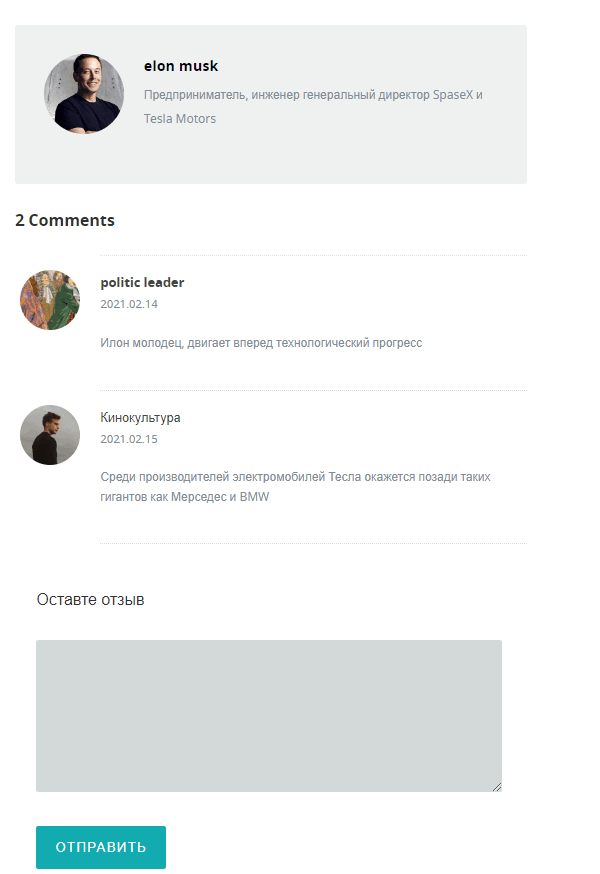 elon musk
Предприниматель, инженер генеральный директор SpaseX и
Tesla Motors
2 Comments
politic leader
2021.02.14
Илон молодец, двигает вперед технологический прогресс
Кинокультура
2021.02.15
Среди производителей электромобилей Тесла окажется позади таких
гигантов как Мерседес и BMW
Оставте отзыв
ОТПРАВИТЬ